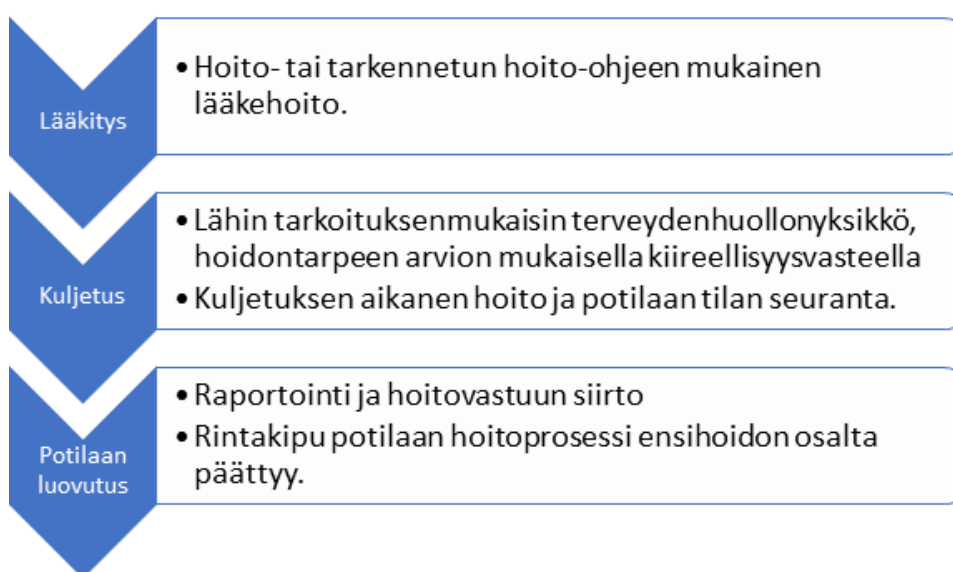 Lääkitys
• Hoito- tai tarkennetun hoito-ohjeen mukainen
lääkehoito.
Kuljetus
• Lähin tarkoituksenmukaisin terveydenhuollonyksikkö,
hoidontarpeen arvion mukaisella kiireellisyysvasteella
• Kuljetuksen aikanen hoito ja potilaan tilan seuranta.
Potilaan
luovutus
• Raportointi ja hoitovastuun siirto
• Rintakipu potilaan hoitoprosessi ensihoidon osalta
päättyy.